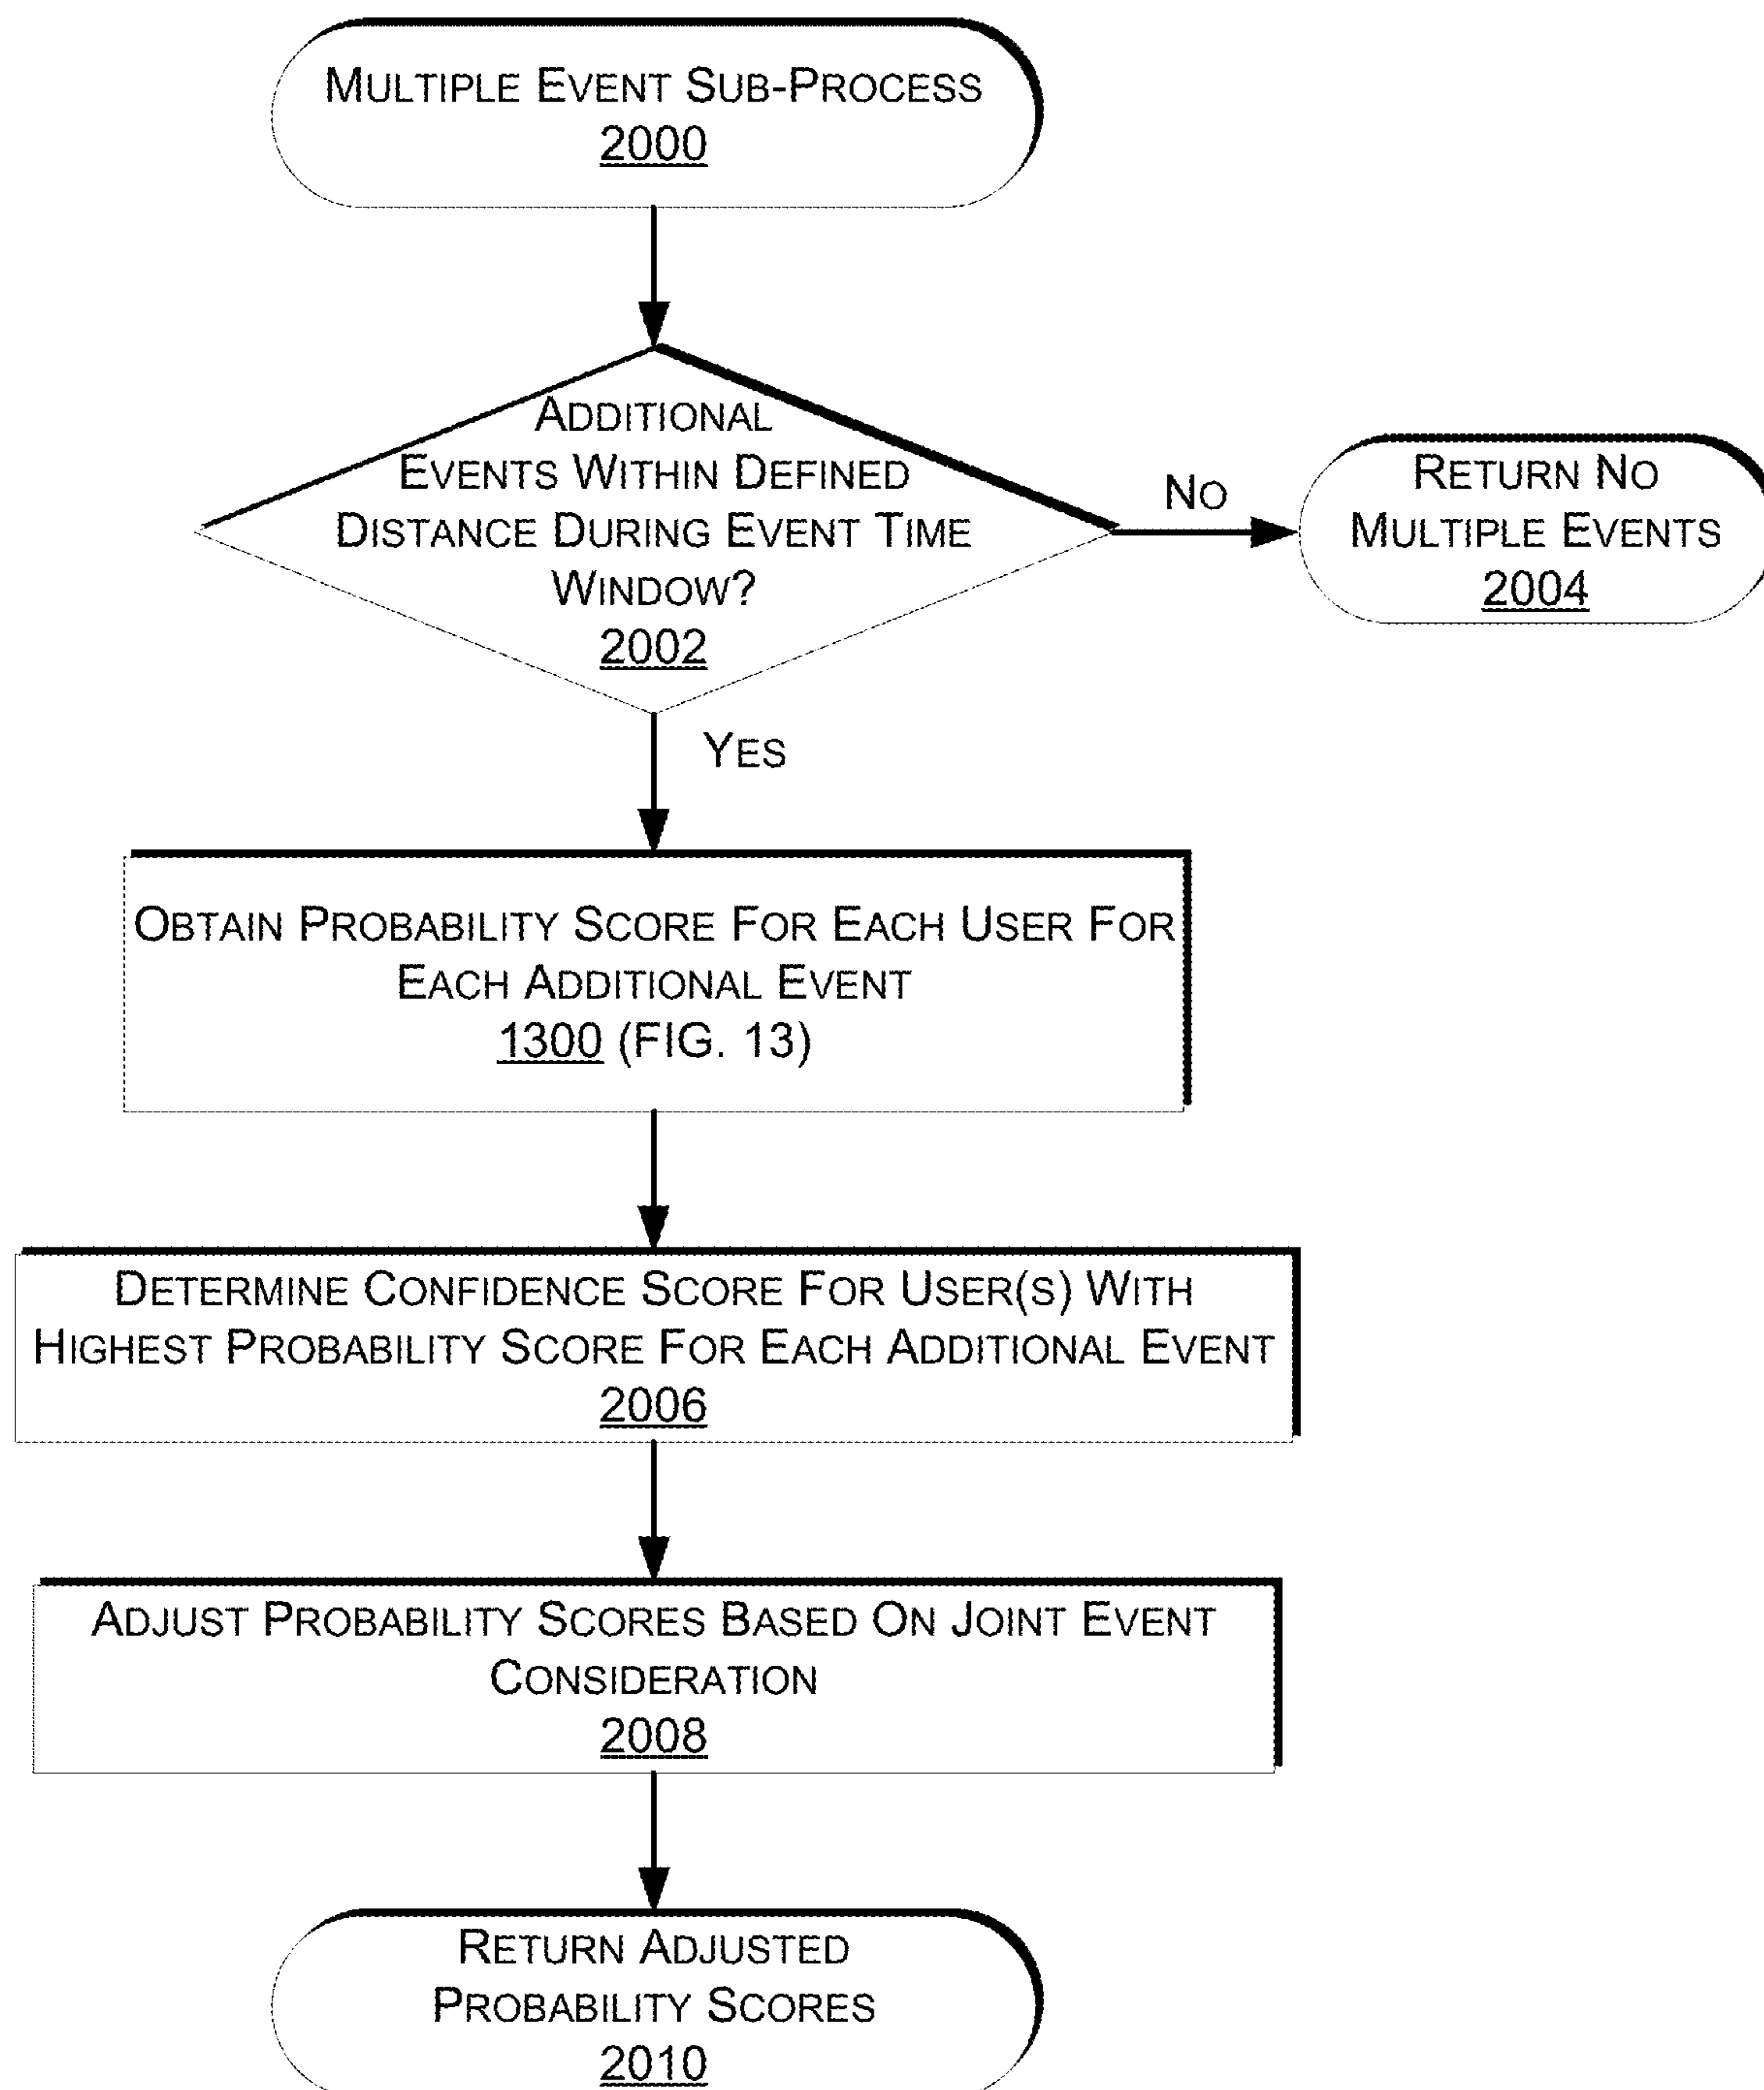 MULTIPLE EVENT SUB-PROCESS
2000
ADDITIONAL
EVENTS WITHIN DEFINED
DISTANCE DURING EVENT TIME
WINDOW?
2002
NO
RETURN NO
MULTIPLE EVENTS
2004
YES
OBTAIN PROBABILITY SCORE FOR EACH USER FOR
EACH ADDITIONAL EVENT
1300 (FIG. 13)
DETERMINE CONFIDENCE SCORE FOR USER(S) WITH
HIGHEST PROBABILITY SCORE FOR EACH ADDITIONAL EVENT
2006
ADJUST PROBABILITY SCORES BASED ON JOINT EVENT
CONSIDERATION
2008
RETURN ADJUSTED
PROBABILITY SCORES
2010